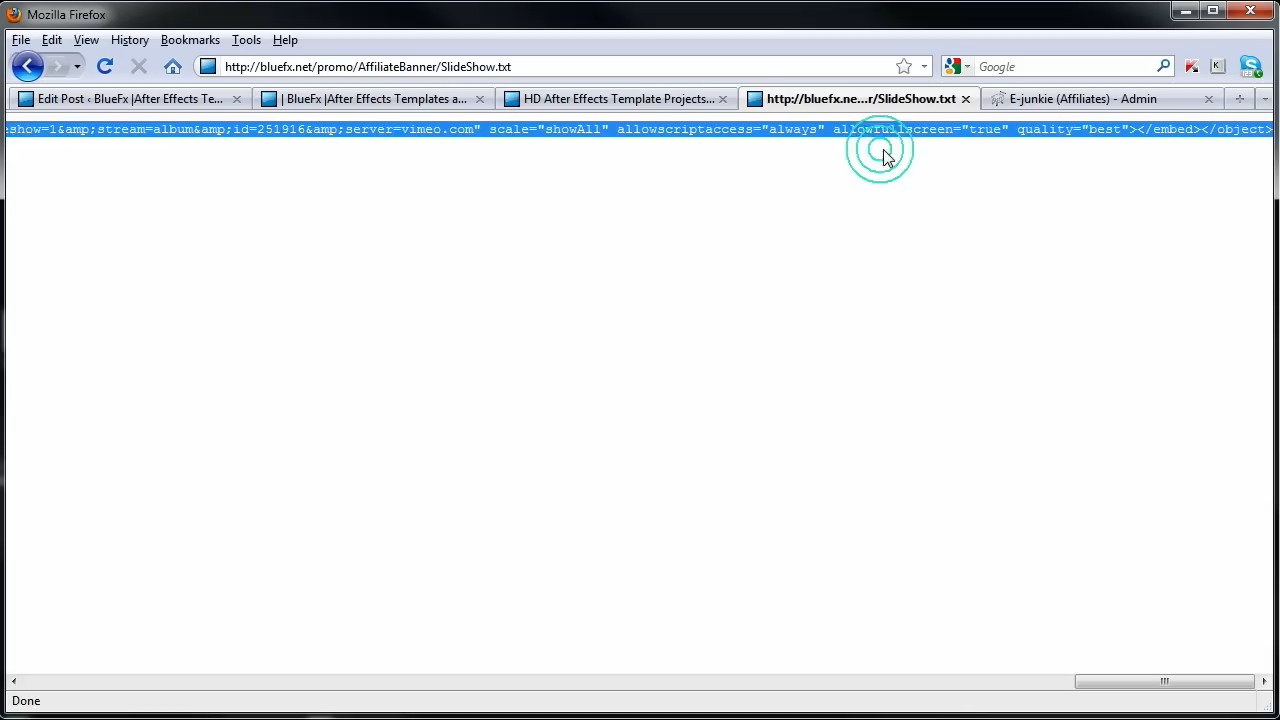 Mozilla Firefox
File Edit View History Bookmarks Tools Help
http://bluefx.net/promo/AffiliateBanner/SlideShow.txt Google K
Edit Post ‹ BlueFx |After Effects Te... | BlueFx |After Effects Templates a... HD After Effects Template Projects... http://bluefx.ne...r/SlideShow.txt E-junkie (Affiliates) - Admin
eshow=1&amp;stream=album&amp;id=251916&amp;server=vimeo.com" scale="showAll" allowscriptaccess="always" allowfullscreen="true" quality="best"></embed></object>
Done